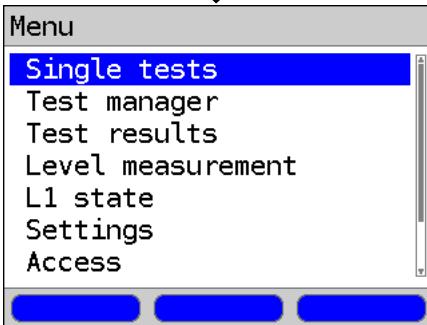 Menu
Single tests
Test manager
Test results
Level measurement
L1 state
Settings
Access